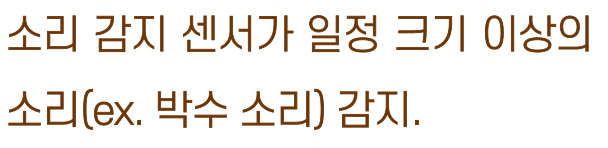 소리 감지 센서가 일정 크기 이상의
소리(ex. 박수 소리) 감지.